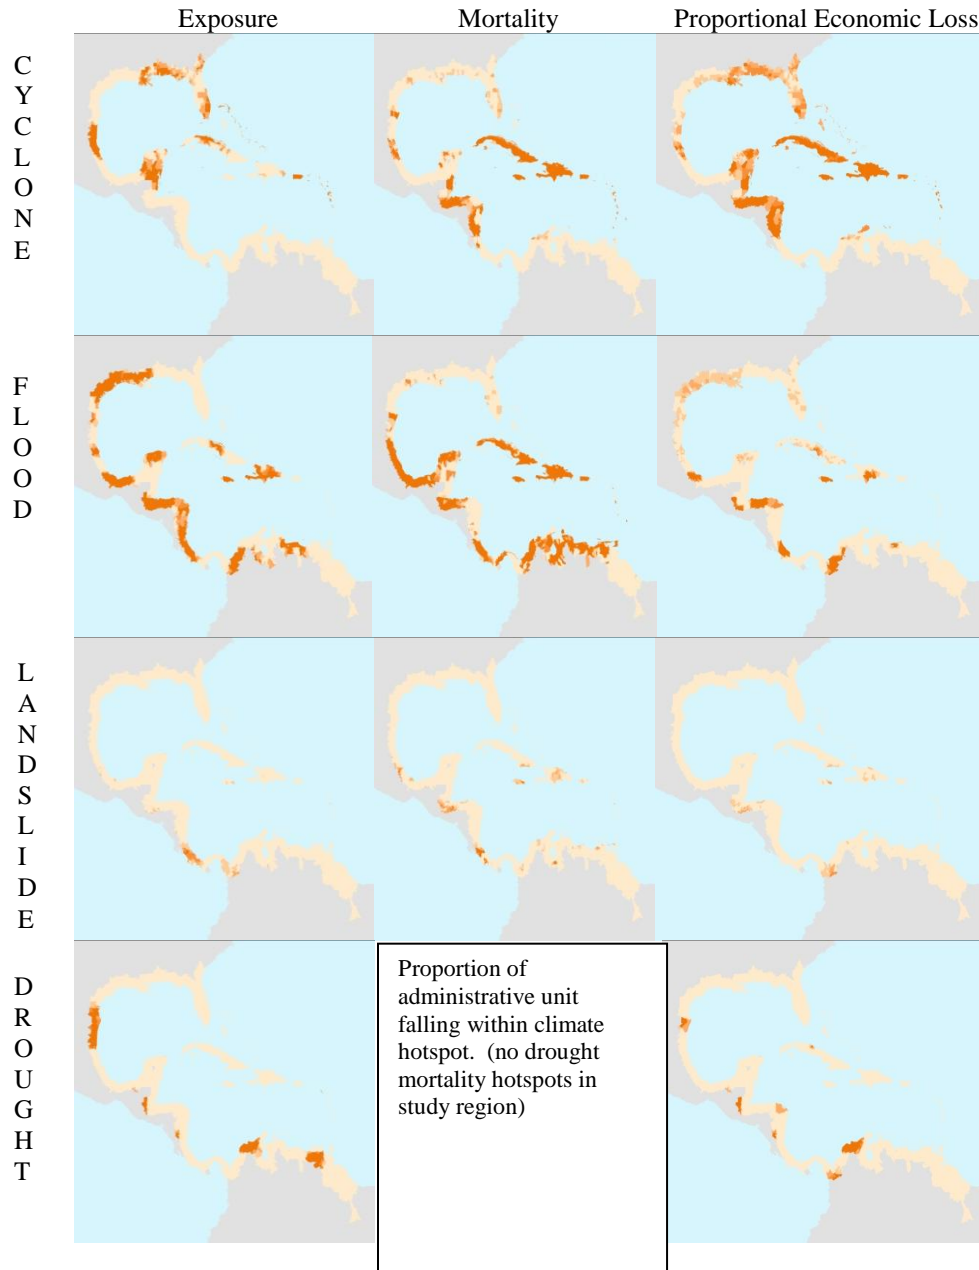 Exposure Mortality Proportional Economic Loss
C
Y
C
L
O
N
E
F
L
O
O
D
L
A
N
D
S
L
I
D
E
D
R
O
U
G
H
T
Proportion of
administrative unit
falling within climate
hotspot.  (no drought
mortality hotspots in
study region)